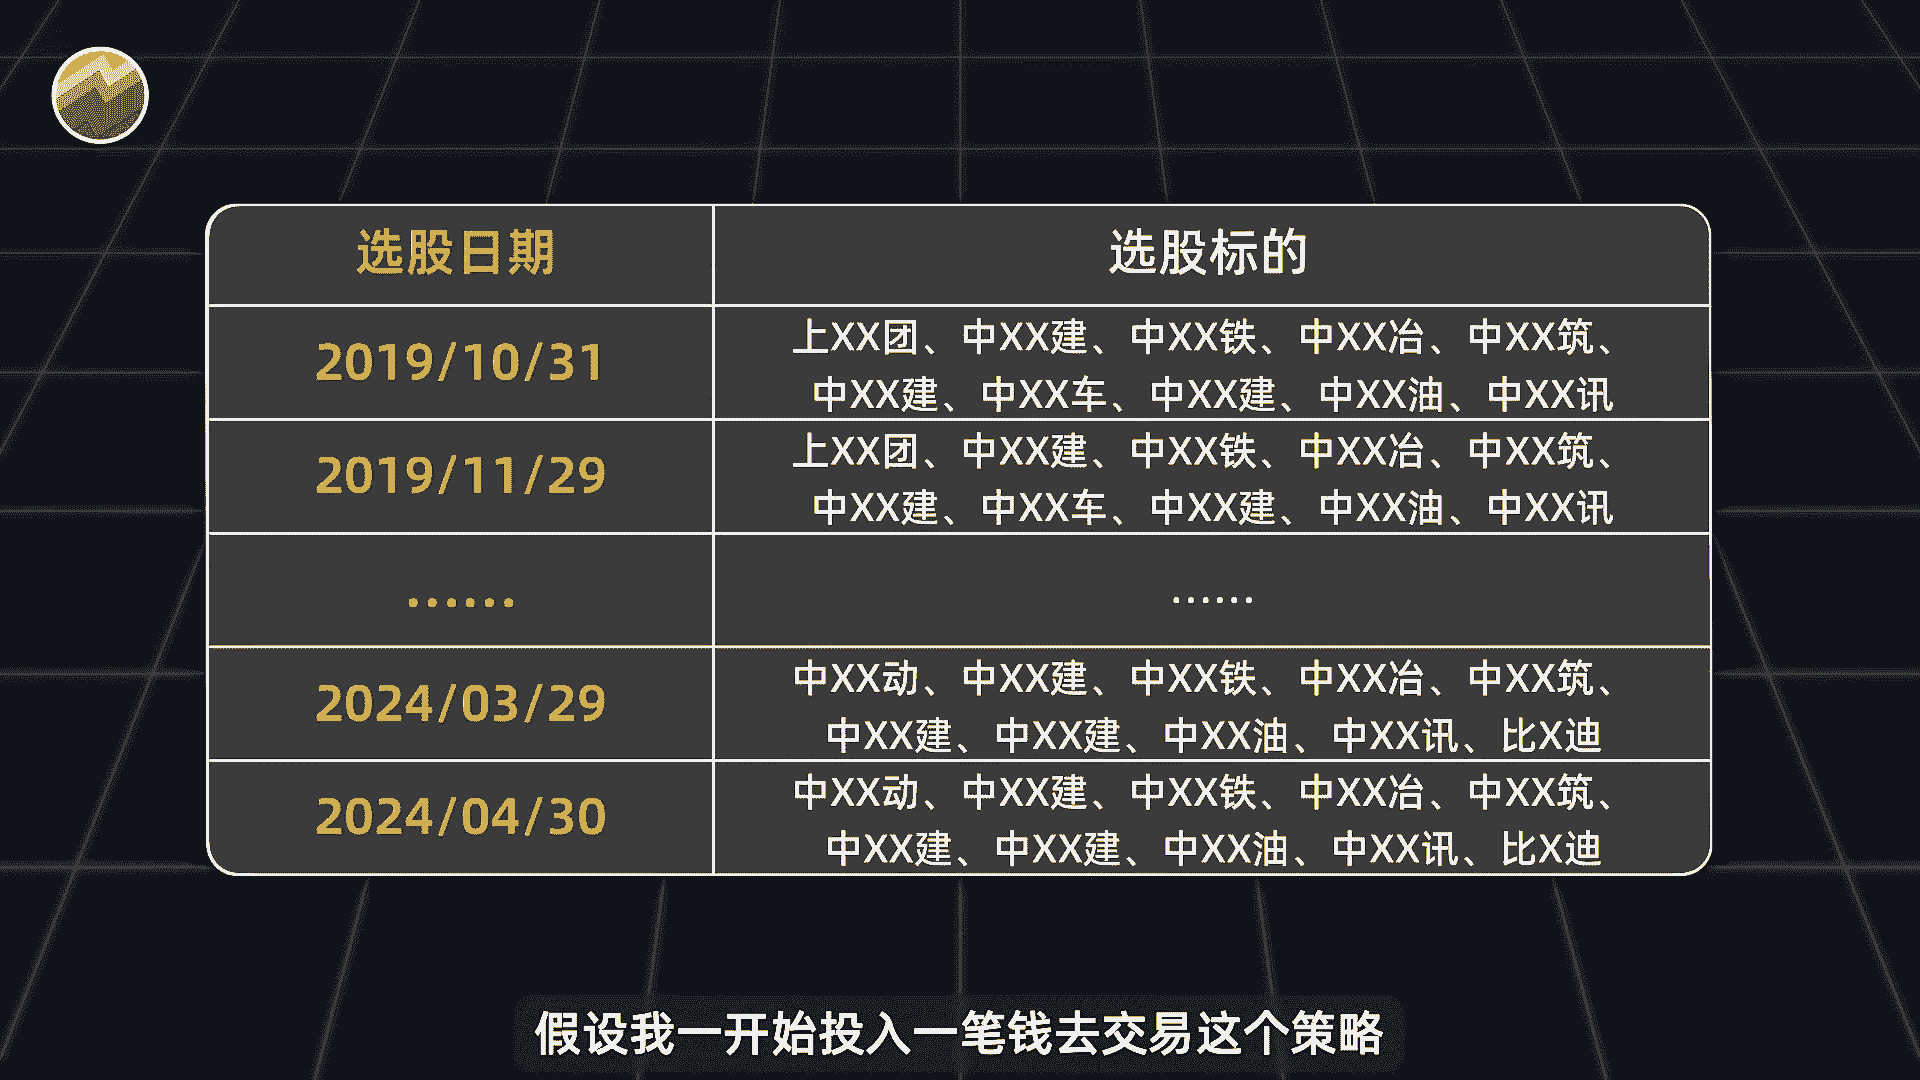 选股日期
选股标的
2019/10/31
上XX团、中XX建、中XX铁、中XX冶、中XX筑、
中XX建、中XX车、中XX建、中XX油、中XX讯
2019/11/29
上XX团、中XX建、中XX铁、中XX冶、中XX筑、
中XX建、中XX车、中XX建、中XX油、中XX讯
······
······
2024/03/29
中XX动、中XX建、中XX铁、中XX冶、中XX筑、
中XX建、中XX建、中XX油、中XX讯、比X迪
2024/04/30
中XX动、中XX建、中XX铁、中XX冶、中XX筑、
中XX建、中XX建、中XX油、中XX讯、比X迪
假设我一开始投入一笔钱去交易这个策略